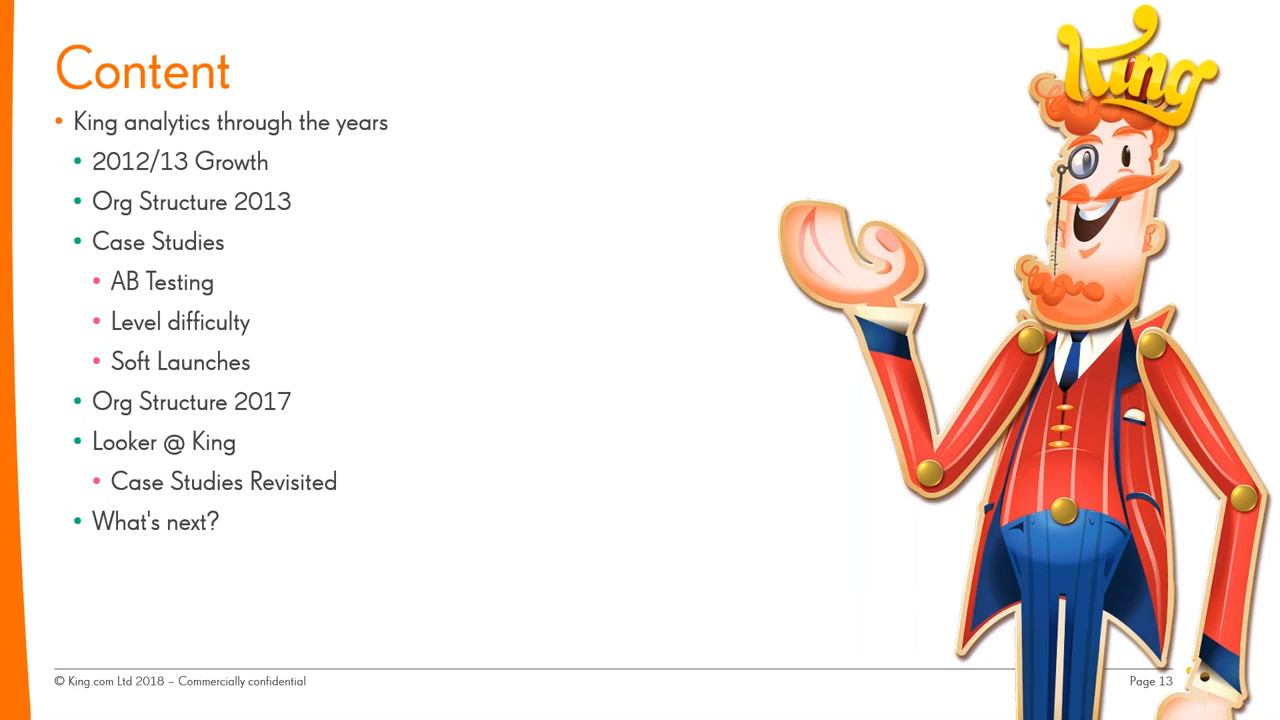 King
Content
King analytics through the years
2012/13 Growth
Org Structure 2013
Case Studies
AB Testing
Level difficulty
Soft Launches
Org Structure 2017
Looker @ King
Case Studies Revisited
What's next?
© King.com Ltd 2018 – Commercially confidential
Page 13